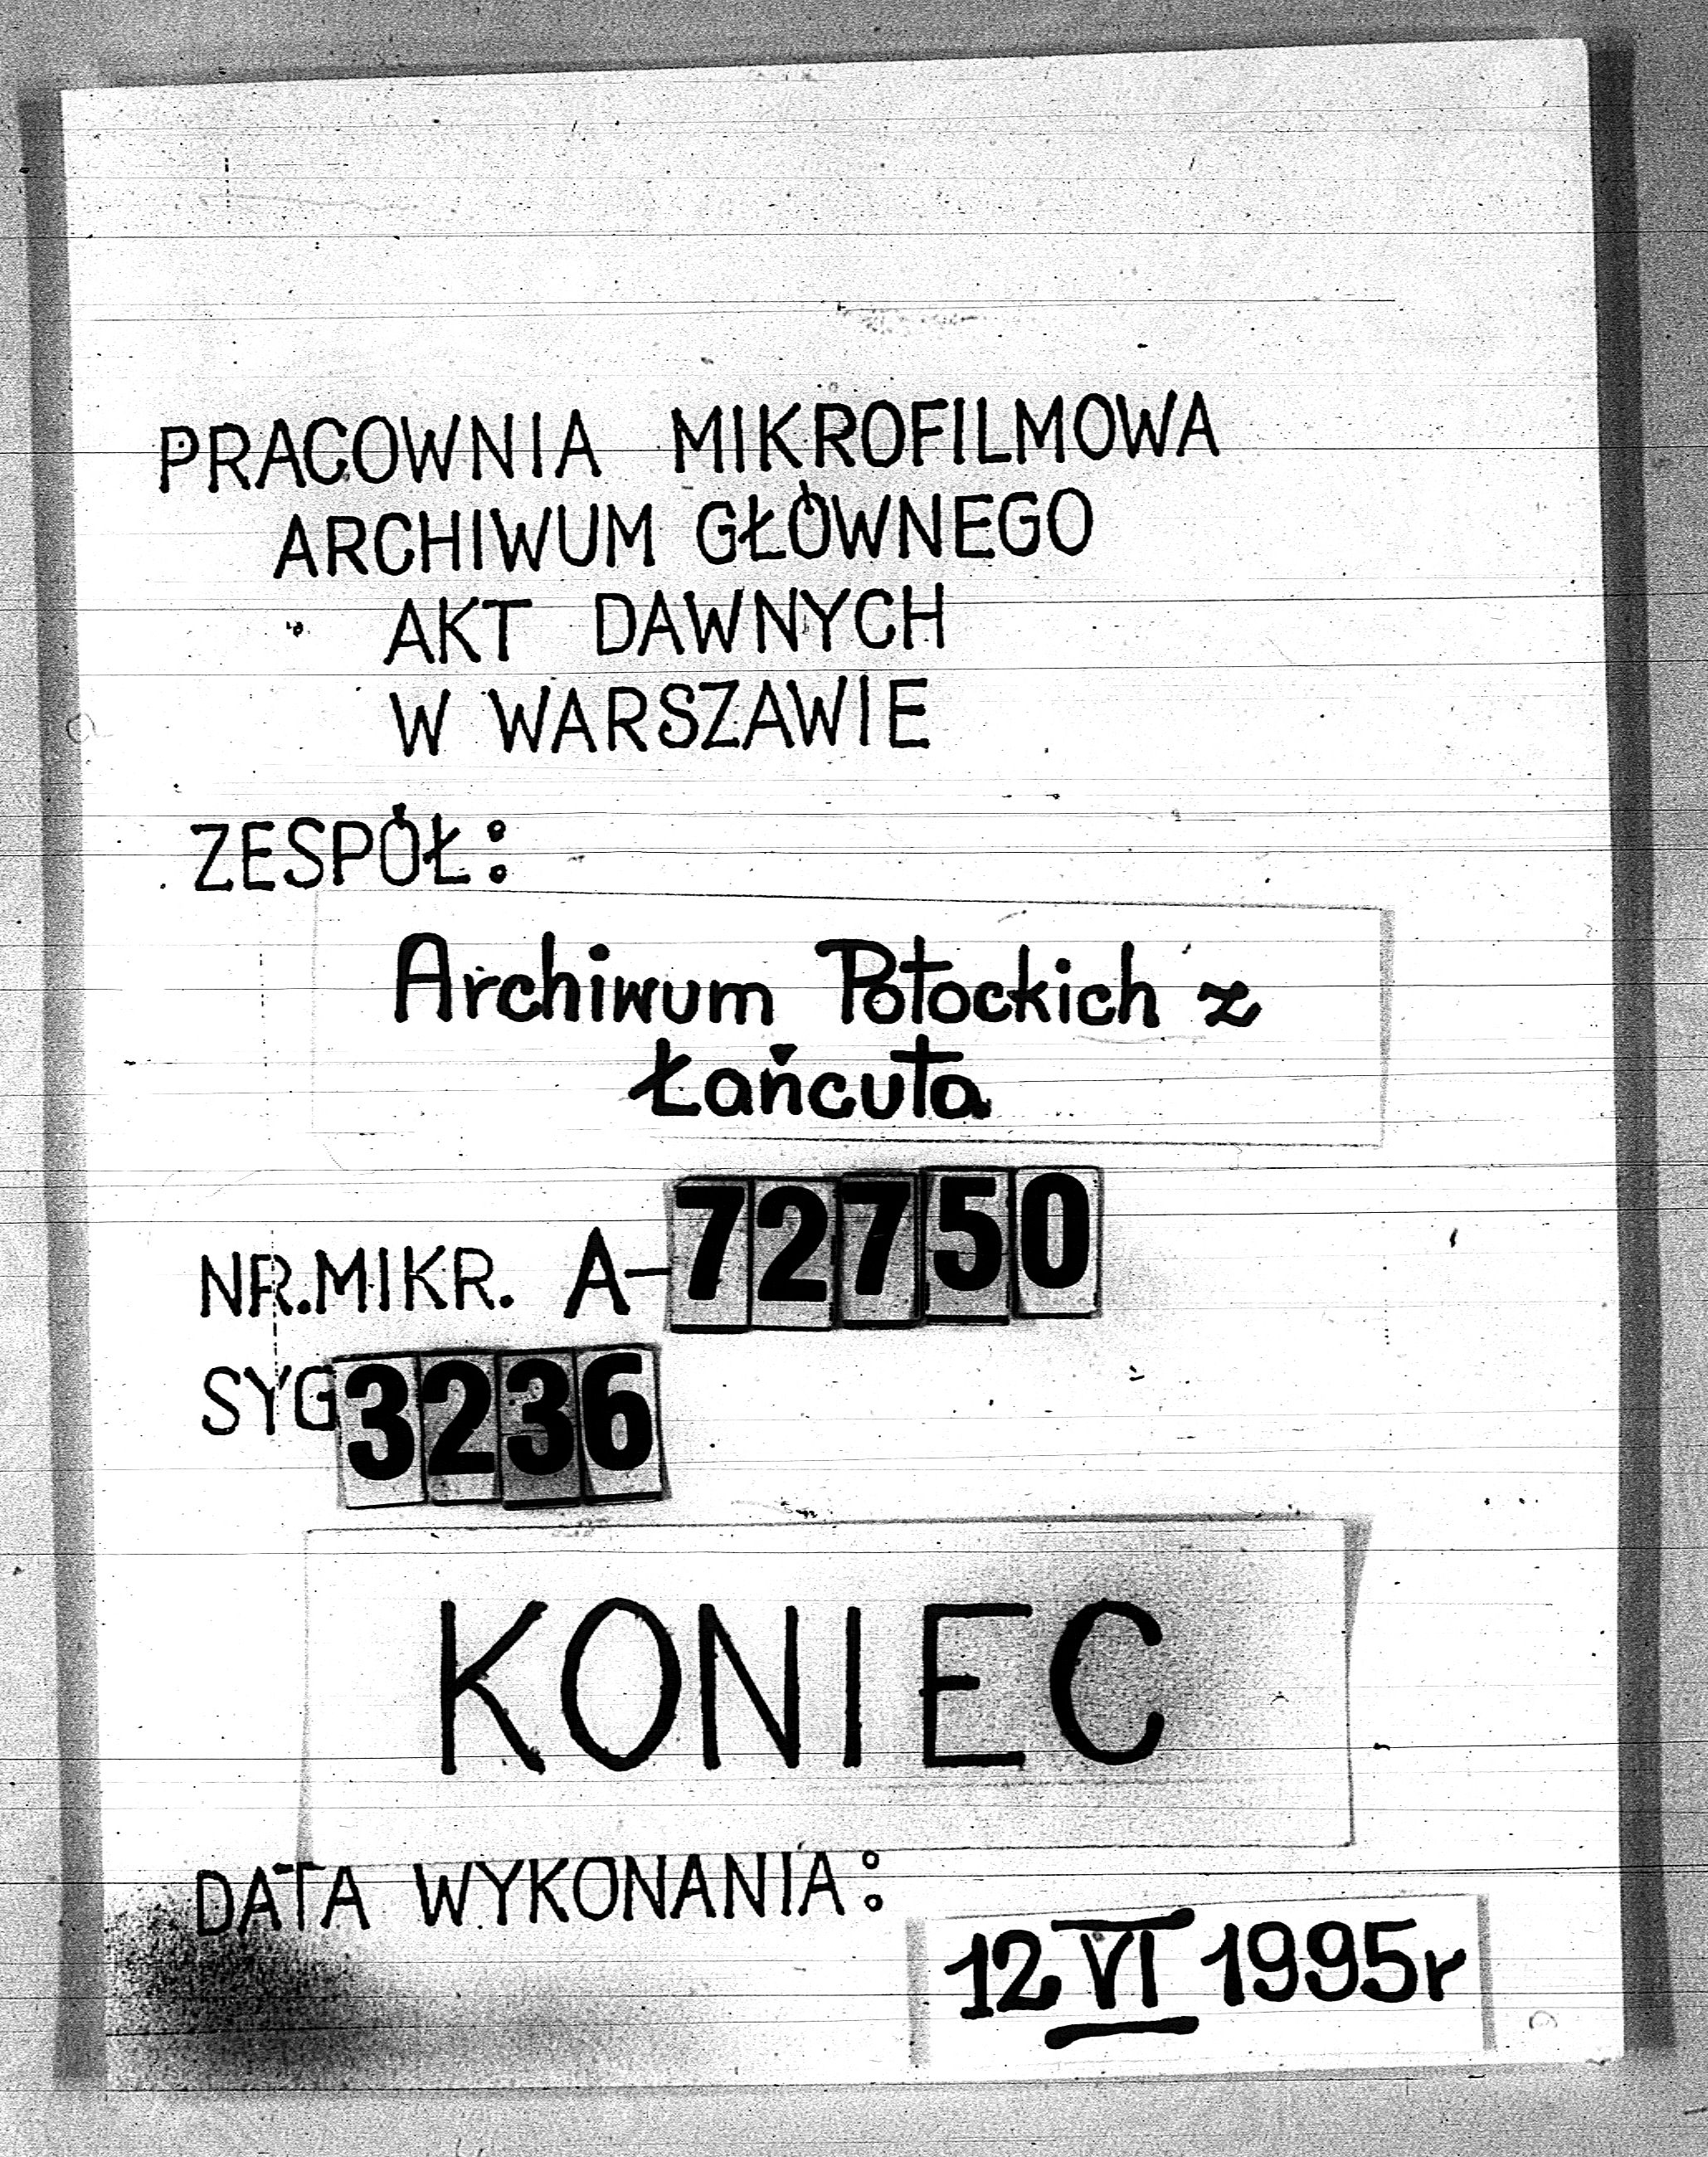 PRACOWNIA MIKROFILMOWA
ARCHIWUM GŁÓWNEGO
AKT DAWNYCH
W WARSZAWIE
ZESPÓŁ:
Archiwum Potockich z
Łańcuta
NR.MIKR. A-72750
SYG 3236
KONIEC
DATA WYKONANIA:
12 VI 1995r